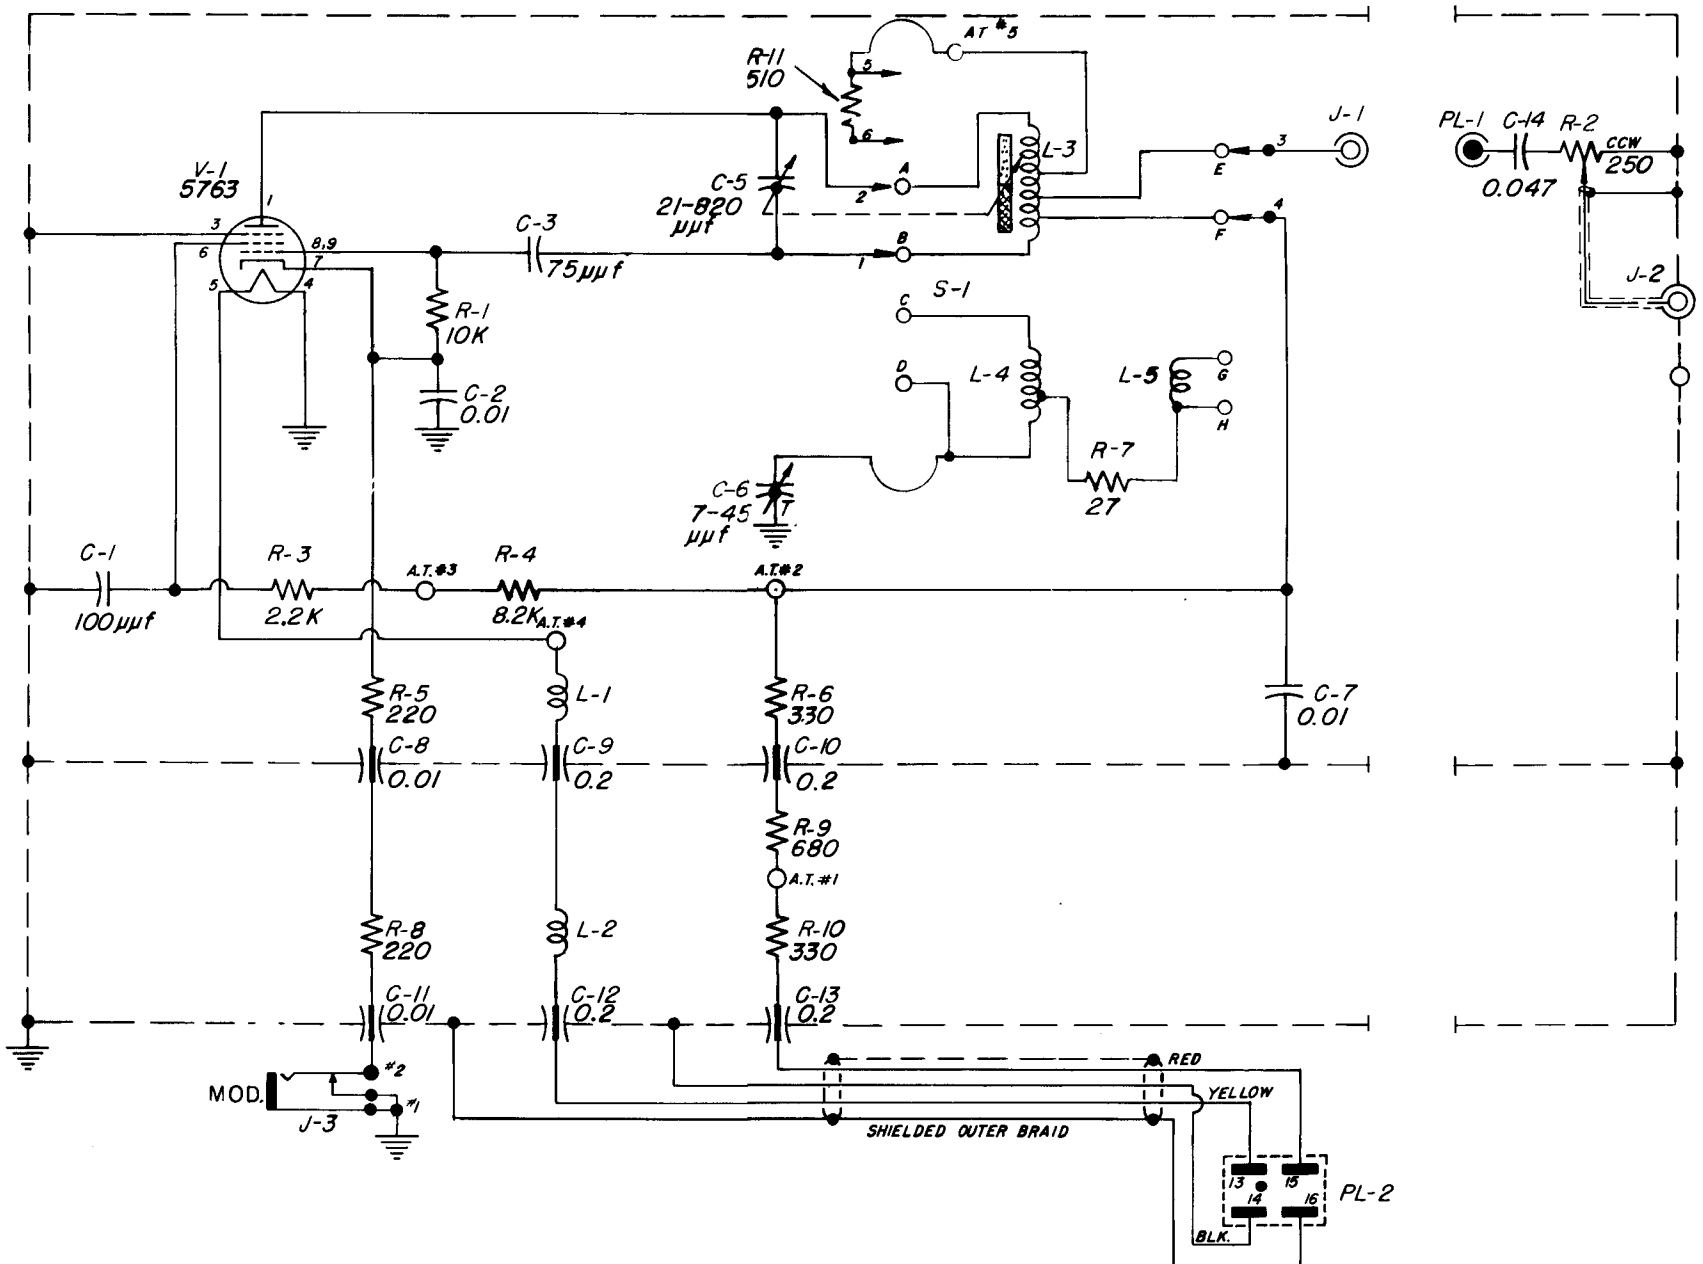 AT #5
R-11
510
5
6
J-1
PL-1
C-14
R-2
CCW
250
0.047
V-1
5763
1
3
6
8,9
7
5
4
C-3
75μμf
C-5
21-820
μμf
A
2
B
1
L-3
3
E
4
F
J-2
R-1
10K
C-2
0.01
S-1
C
D
L-4
L-5
G
H
R-7
27
C-6
7-45
μμf
T
C-1
100μμf
R-3
2.2K
A.T.#3
R-4
8.2K
A.T.#4
A.T.#2
R-5
220
L-1
R-6
330
C-7
0.01
C-8
0.01
C-9
0.2
C-10
0.2
R-9
680
A.T.#1
R-8
220
L-2
R-10
330
C-11
0.01
C-12
0.2
C-13
0.2
MOD.
#2
#1
J-3
RED
YELLOW
SHIELDED OUTER BRAID
13
15
14
16
PL-2
BLK.